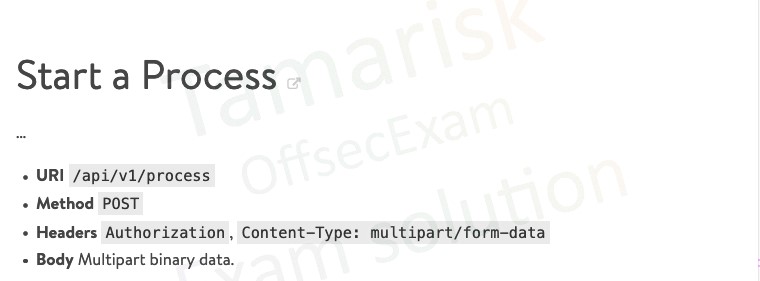 Start a Process
...
• URI /api/v1/process
• Method POST
• Headers Authorization, Content-Type: multipart/form-data
• Body Multipart binary data.
Tamarisk
OffsecExam
Exam solution